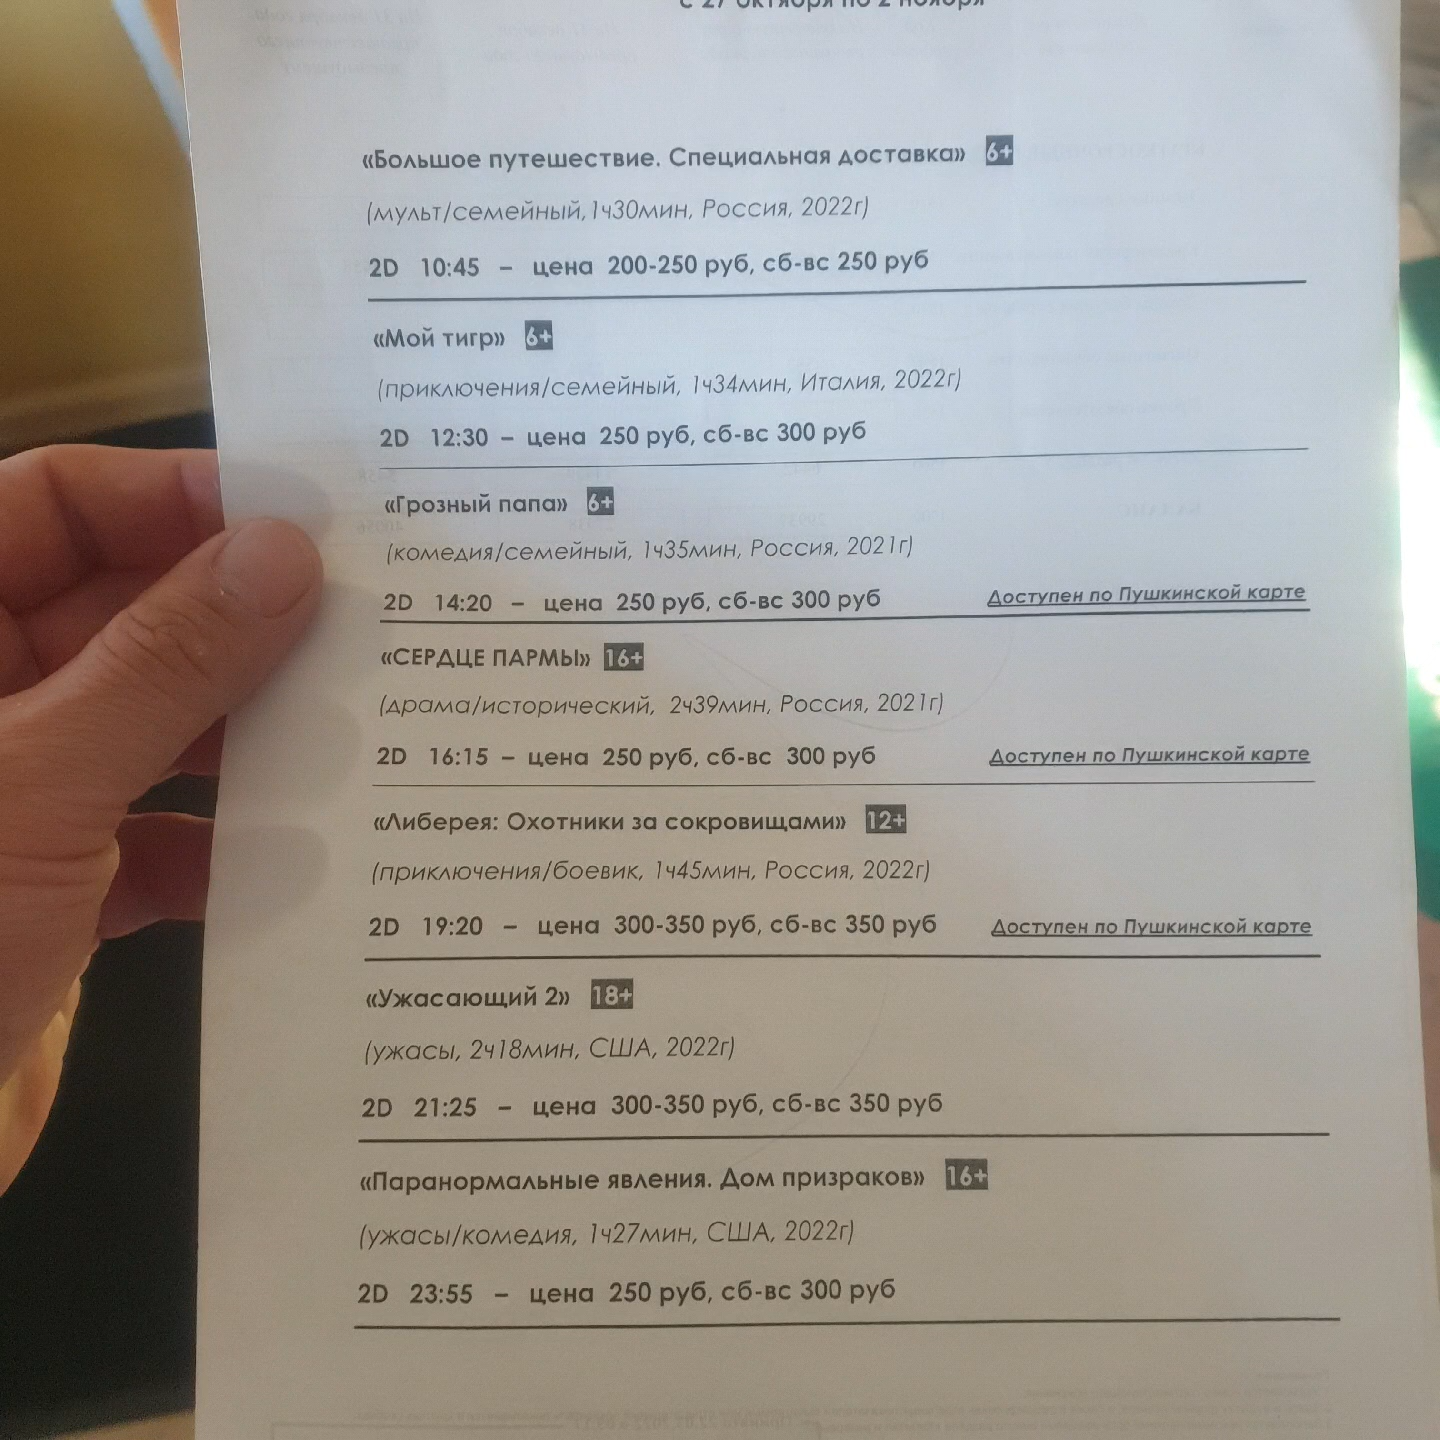 с 27 октября по 2 ноября
«Большое путешествие. Специальная доставка» 6+
(мульт/семейный, 1ч30мин, Россия, 2022г)
2D 10:45 – цена 200-250 руб, сб-вс 250 руб
«Мой тигр» 6+
(приключения/семейный, 1ч34мин, Италия, 2022г)
2D 12:30 – цена 250 руб, сб-вс 300 руб
«Грозный папа» 6+
(комедия/семейный, 1ч35мин, Россия, 2021г)
2D 14:20 – цена 250 руб, сб-вс 300 руб Доступен по Пушкинской карте
«СЕРДЦЕ ПАРМЫ» 16+
(драма/исторический, 2ч39мин, Россия, 2021г)
2D 16:15 – цена 250 руб, сб-вс 300 руб Доступен по Пушкинской карте
«Либерея: Охотники за сокровищами» 12+
(приключения/боевик, 1ч45мин, Россия, 2022г)
2D 19:20 – цена 300-350 руб, сб-вс 350 руб Доступен по Пушкинской карте
«Ужасающий 2» 18+
(ужасы, 2ч18мин, США, 2022г)
2D 21:25 – цена 300-350 руб, сб-вс 350 руб
«Паранормальные явления. Дом призраков» 16+
(ужасы/комедия, 1ч27мин, США, 2022г)
2D 23:55 – цена 250 руб, сб-вс 300 руб